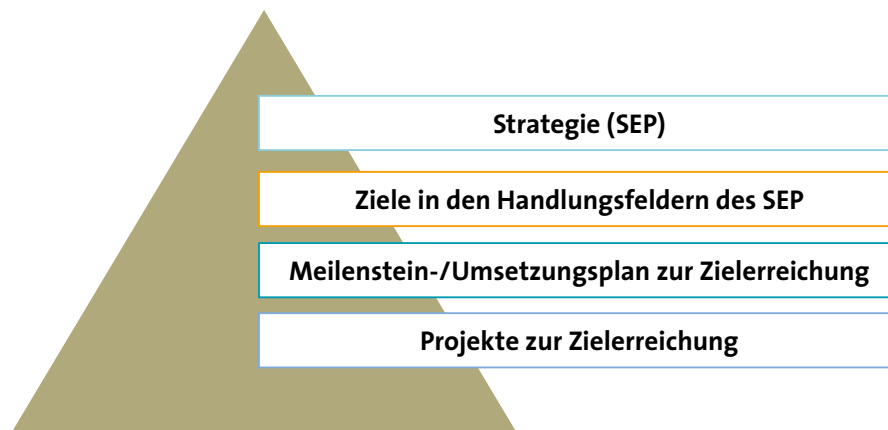 Strategie (SEP)
Ziele in den Handlungsfeldern des SEP
Meilenstein-/Umsetzungsplan zur Zielerreichung
Projekte zur Zielerreichung